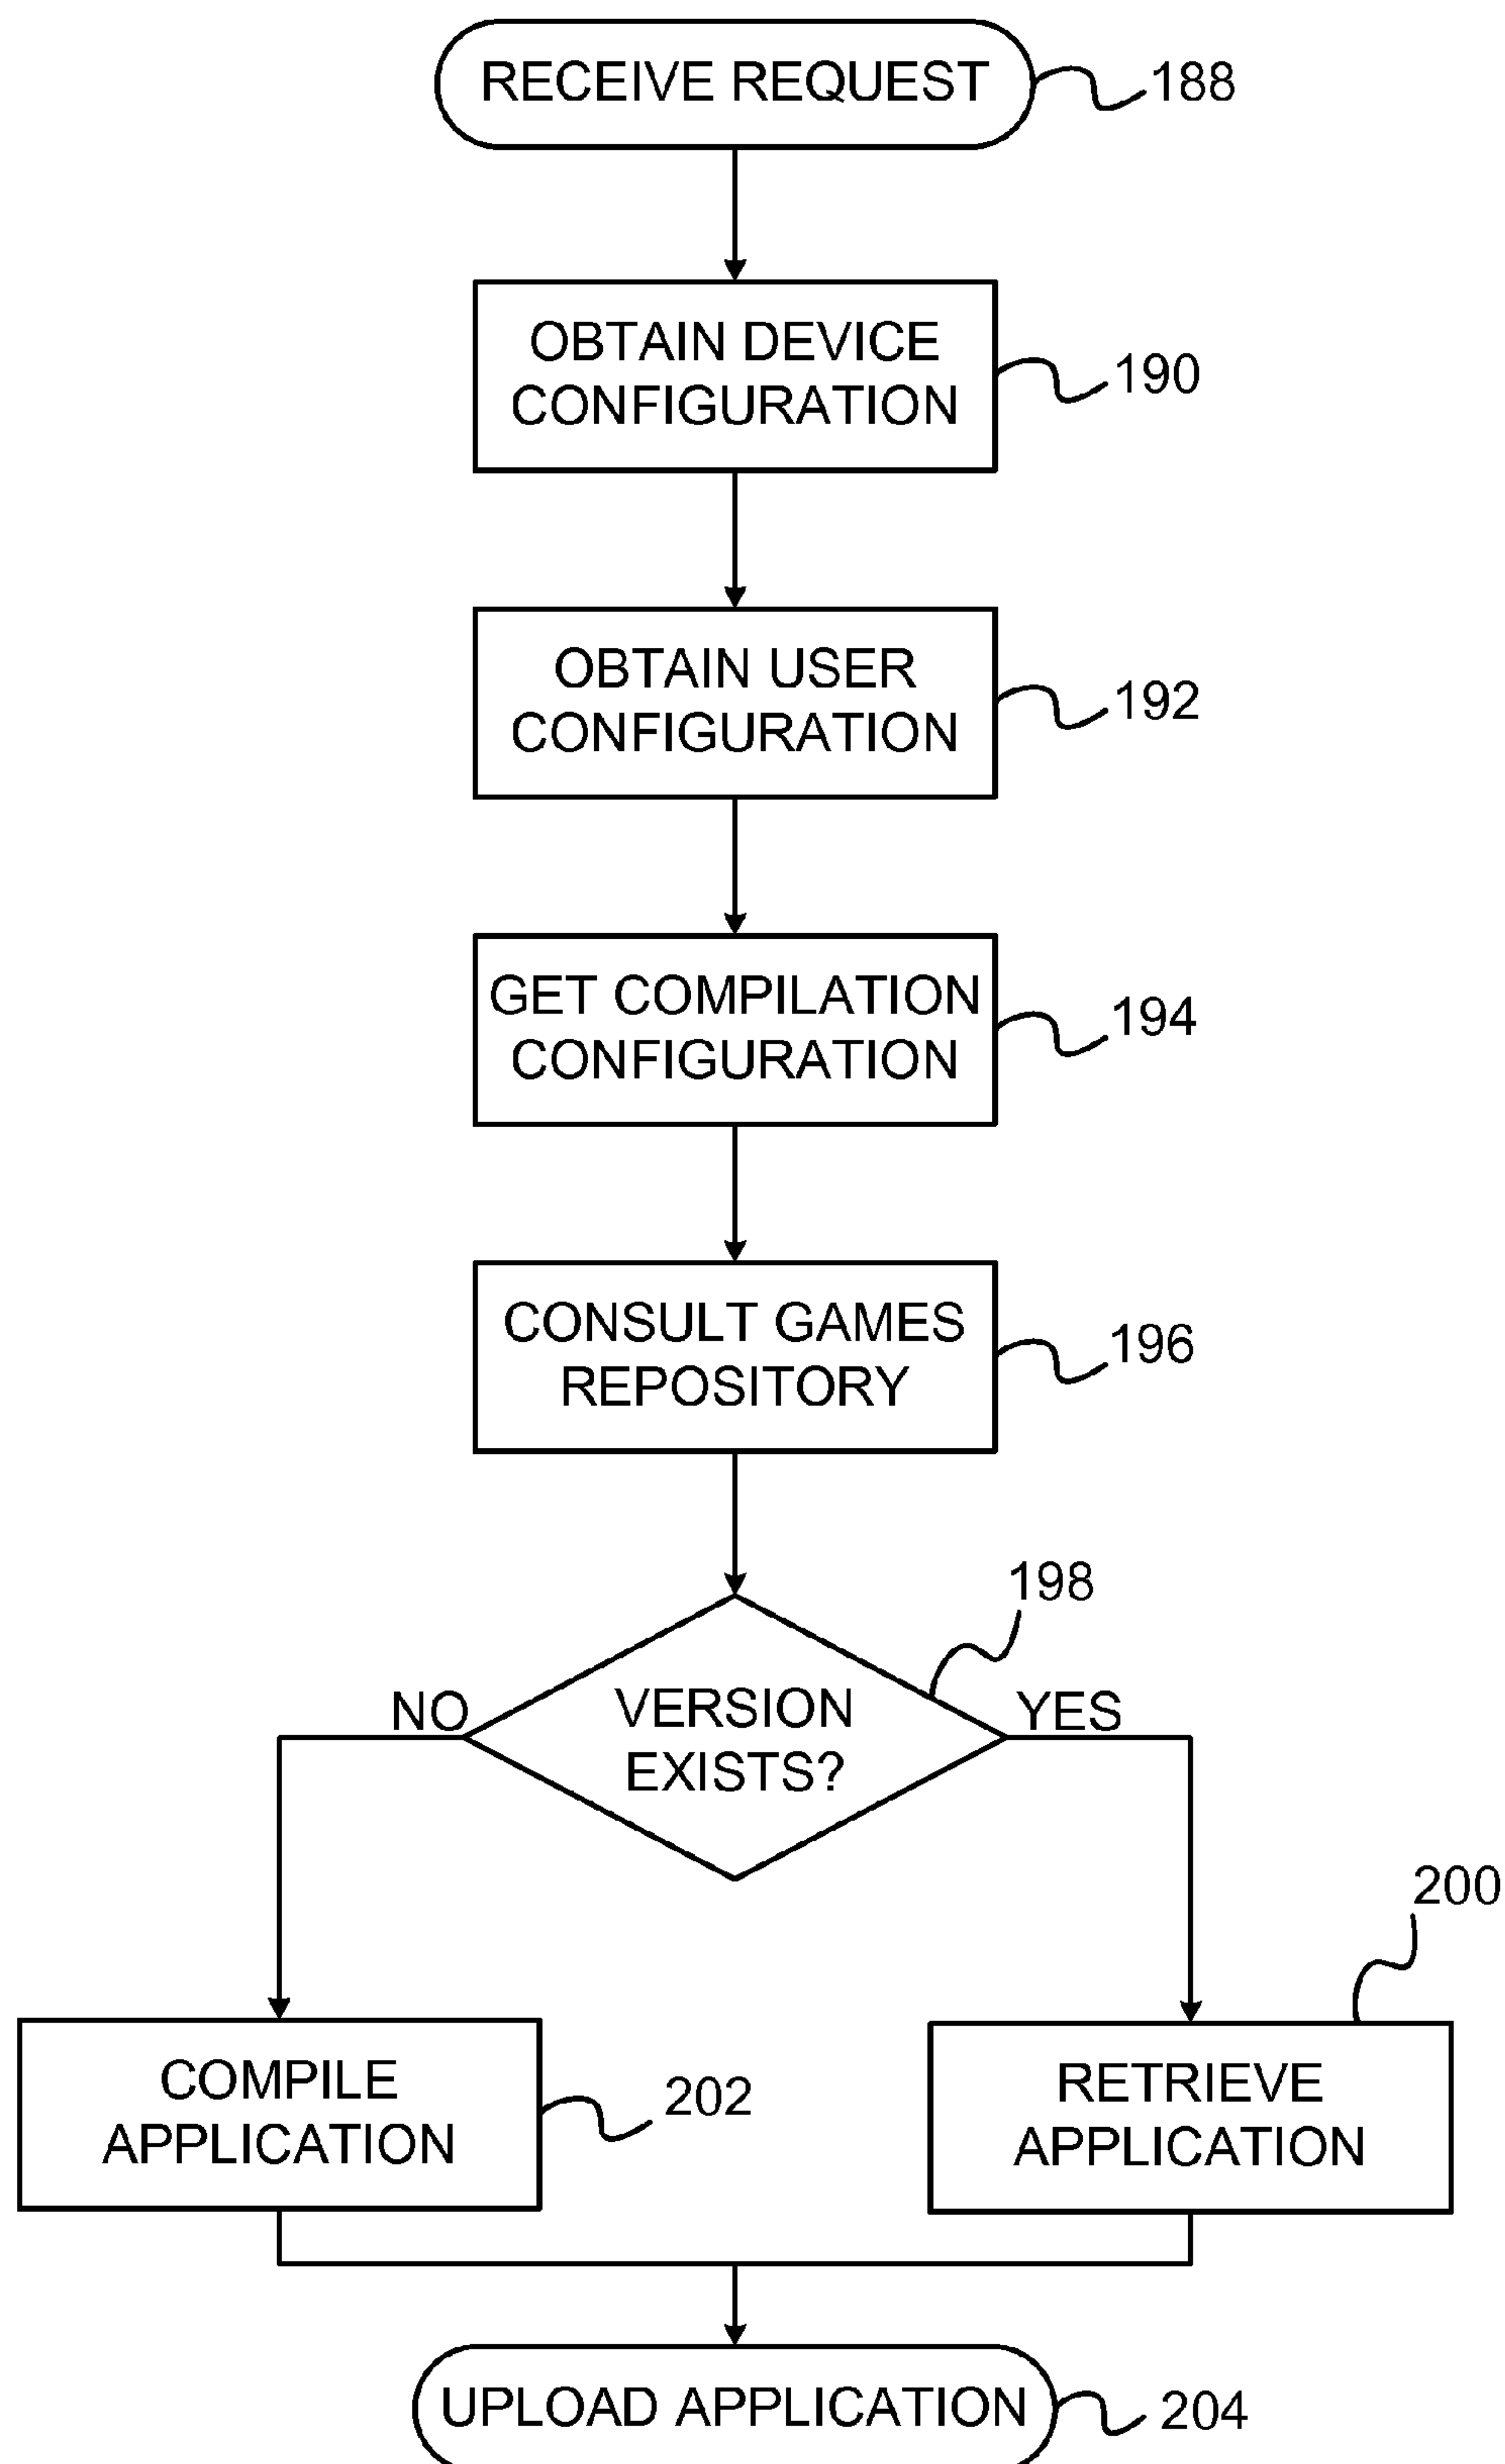 RECEIVE REQUEST
188
OBTAIN DEVICE
CONFIGURATION
190
OBTAIN USER
CONFIGURATION
192
GET COMPILATION
CONFIGURATION
194
CONSULT GAMES
REPOSITORY
196
198
NO
VERSION
EXISTS?
YES
200
COMPILE
APPLICATION
202
RETRIEVE
APPLICATION
UPLOAD APPLICATION
204